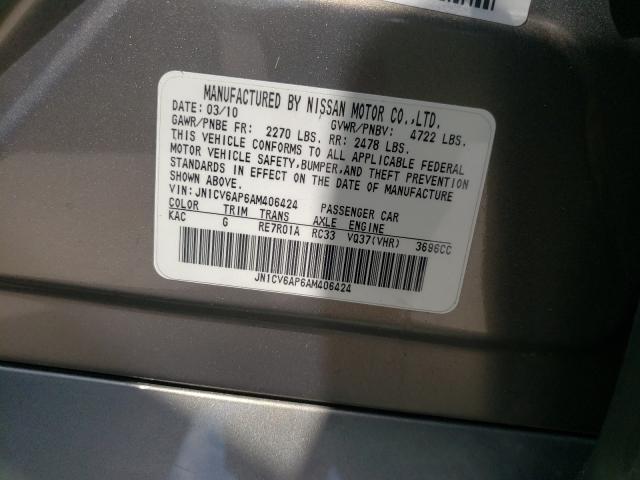 MANUFACTURED BY NISSAN MOTOR CO.,LTD.
DATE: 03/10 GVWR/PNBV: 4722 LBS.
GAWR/PNBE FR: 2270 LBS. RR: 2478 LBS.
THIS VEHICLE CONFORMS TO ALL APPLICABLE FEDERAL
MOTOR VEHICLE SAFETY,BUMPER,AND THEFT PREVENTION
STANDARDS IN EFFECT ON THE DATE OF MANUFACTURE
SHOWN ABOVE.
VIN: JN1CV6AP6AM406424 PASSENGER CAR
COLOR TRIM TRANS AXLE ENGINE
KAC G RE7R01A RC33 VQ37(VHR) 3696CC
JN1CV6AP6AM406424